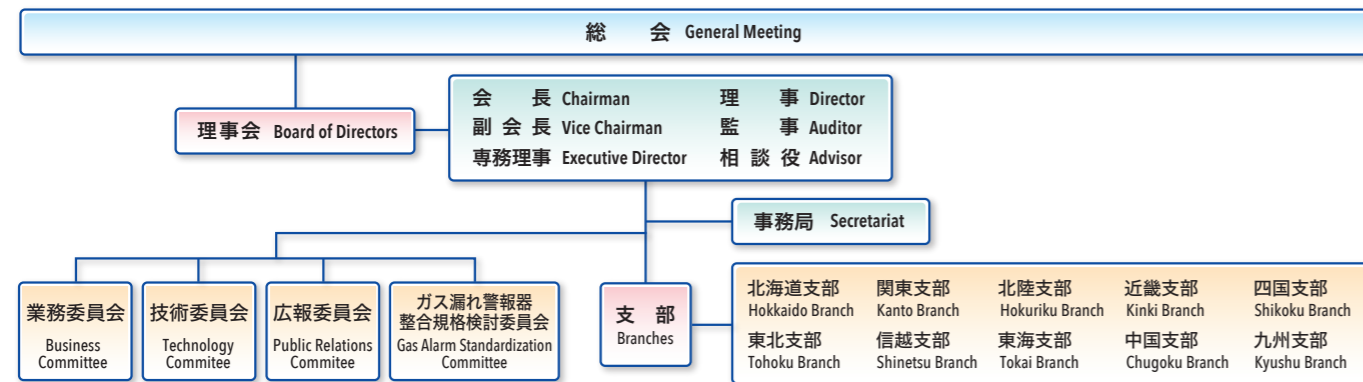 総 会 General Meeting
理事会 Board of Directors
会 長 Chairman 理 事 Director
副 会 長 Vice Chairman 監 事 Auditor
専務理事 Executive Director 相 談 役 Advisor
事務局 Secretariat
業務委員会
Business
Committee
技術委員会
Technology
Commitee
広報委員会
Public Relations
Commitee
ガス漏れ警報器
整合規格検討委員会
Gas Alarm Standardization
Committee
支 部
Branches
北海道支部 関東支部 北陸支部 近畿支部 四国支部
Hokkaido Branch Kanto Branch Hokuriku Branch Kinki Branch Shikoku Branch
東北支部 信越支部 東海支部 中国支部 九州支部
Tohoku Branch Shinetsu Branch Tokai Branch Chugoku Branch Kyushu Branch